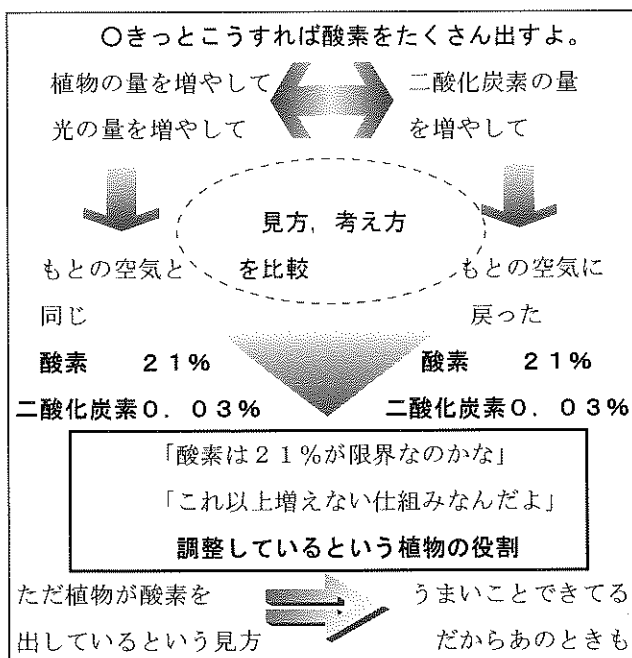 ○きっとこうすれば酸素をたくさん出すよ。
植物の量を増やして
光の量を増やして
二酸化炭素の量
を増やして
見方，考え方
を比較
もとの空気と
同じ
酸素　２１％
二酸化炭素０．０３％
もとの空気に
戻った
酸素　２１％
二酸化炭素０．０３％
「酸素は２１％が限界なのかな」
「これ以上増えない仕組みなんだよ」
調整しているという植物の役割
ただ植物が酸素を
出しているという見方
うまいことできてる
だからあのときも